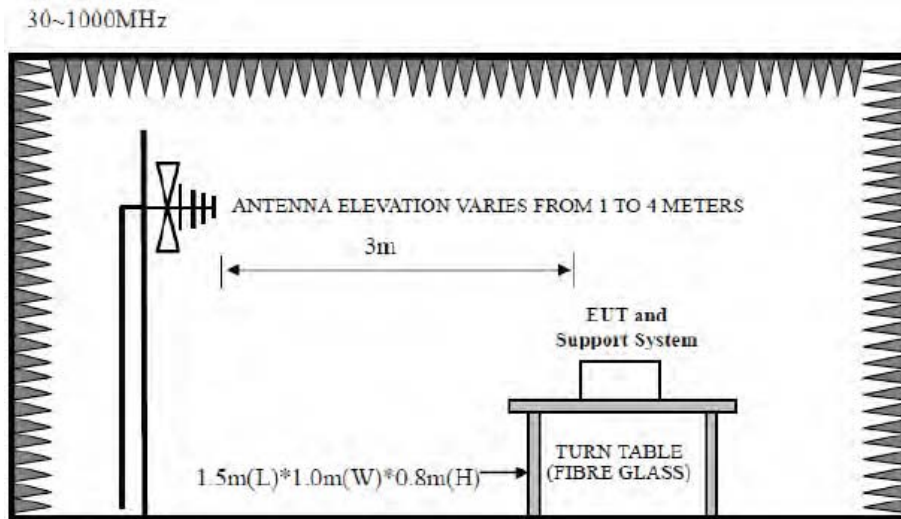 30~1000MHz
ANTENNA ELEVATION VARIES FROM 1 TO 4 METERS
3m
EUT and
Support System
TURN TABLE
(FIBRE GLASS)
1.5m(L)*1.0m(W)*0.8m(H)